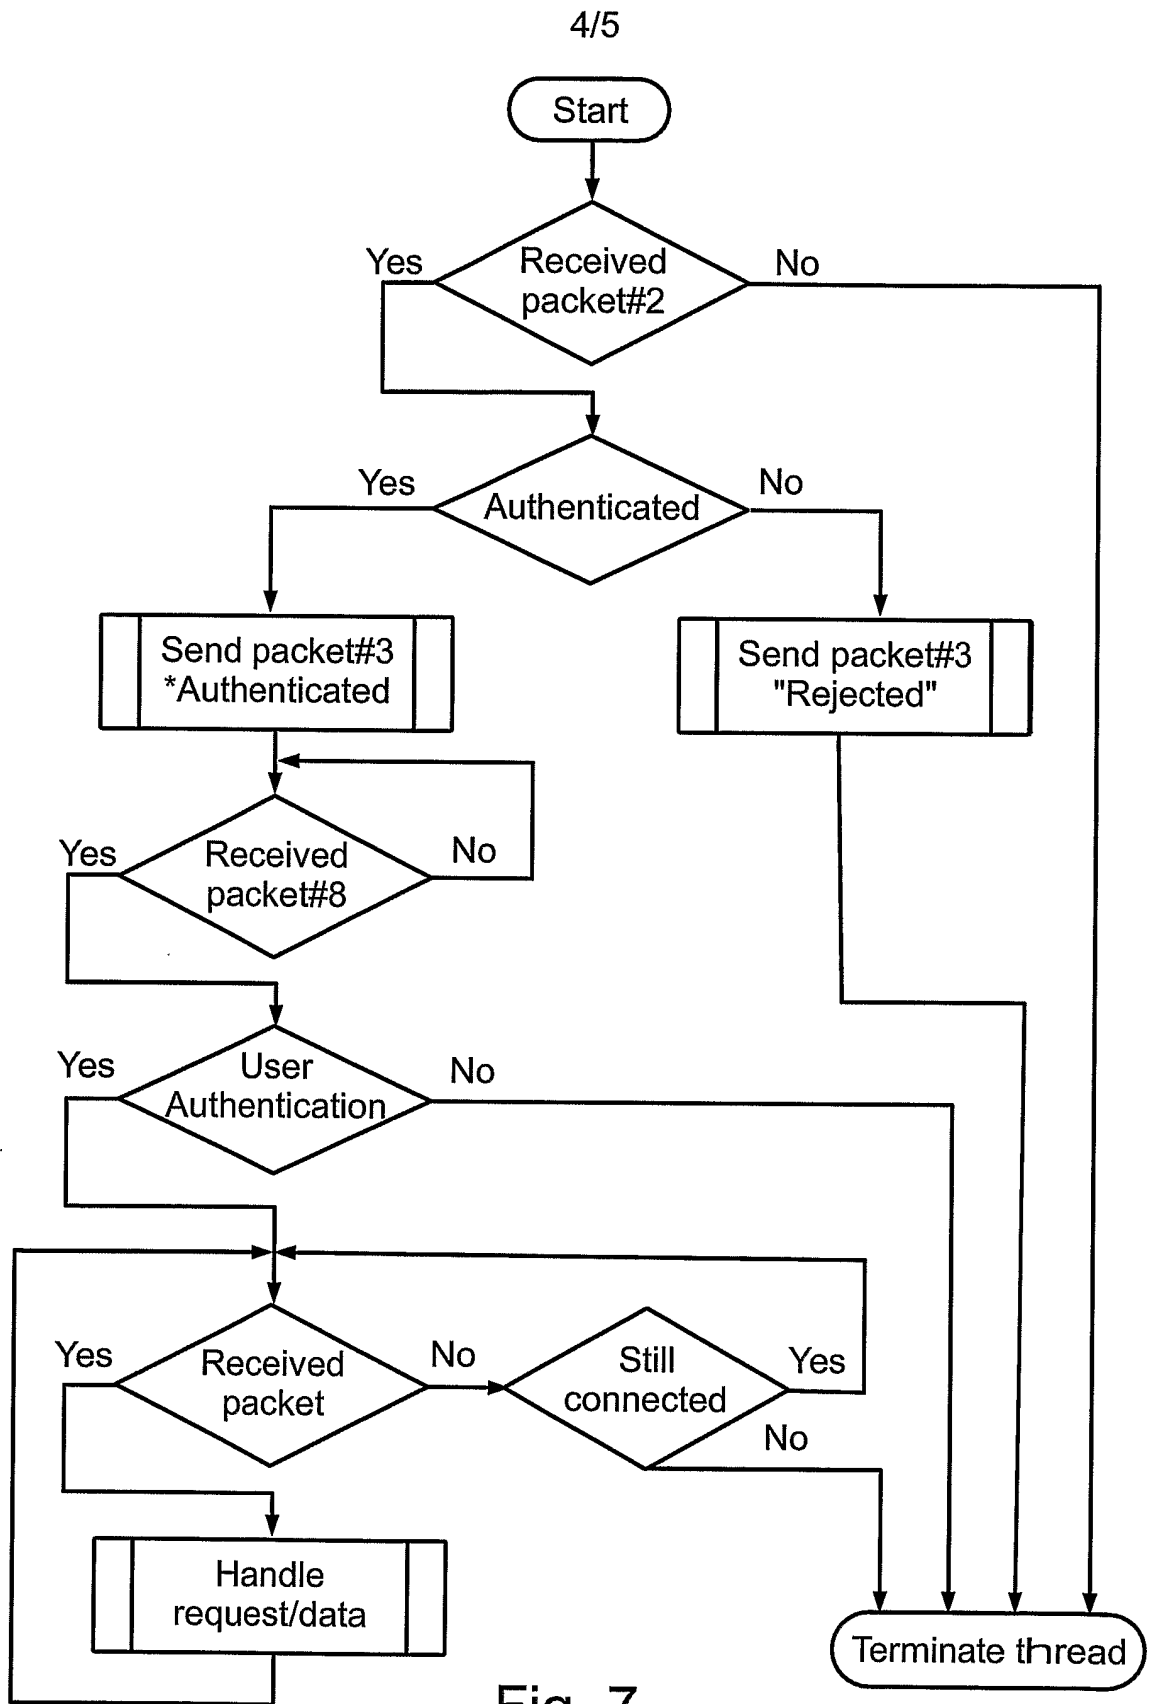 4/5
Start
Yes
Received
packet#2
No
Yes
Authenticated
No
Send packet#3
*Authenticated
Send packet#3
"Rejected"
Yes
Received
packet#8
No
Yes
User
Authentication
No
Yes
Received
packet
No
Still
connected
Yes
No
Handle
request/data
Terminate thread
Fig. 7